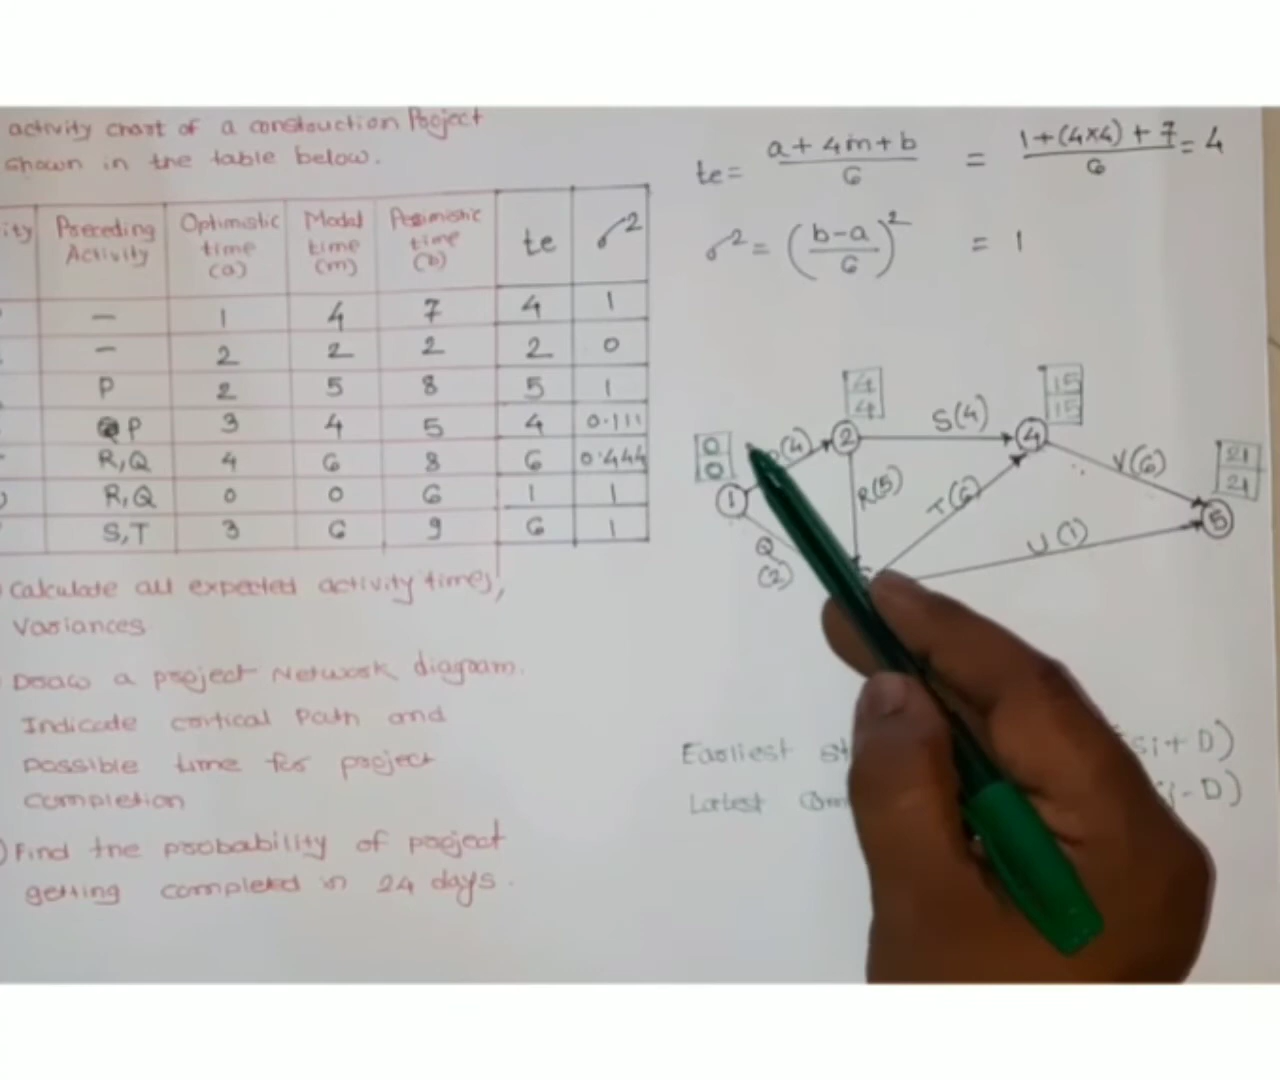 activity chart of a construction Project
shown in the table below.
ity Preceding Activity Optimistic time (a) Modal time (m) Pessimistic time (b) te σ²
— 1 4 7 4 1
— 2 2 2 2 0
P 2 5 8 5 1
P 3 4 5 4 0.111
R,Q 4 6 8 6 0.444
R,Q 0 0 6 1 1
S,T 3 6 9 6 1
Calculate all expected activity times,
Variances
Draw a project Network diagram.
Indicate cortical Path and
possible time for project
completion
) Find the probability of project
getting completed in 24 days.
te = a + 4m + b / 6 = 1 + (4×4) + 7 / 6 = 4
σ² = (b-a / 6)² = 1
4
4
15
15
0
0
21
21
1
2
4
5
(4)
S(4)
R(5)
T(6)
V(6)
U(1)
Q
(2)
Earliest st si + D)
Latest Com j - D)